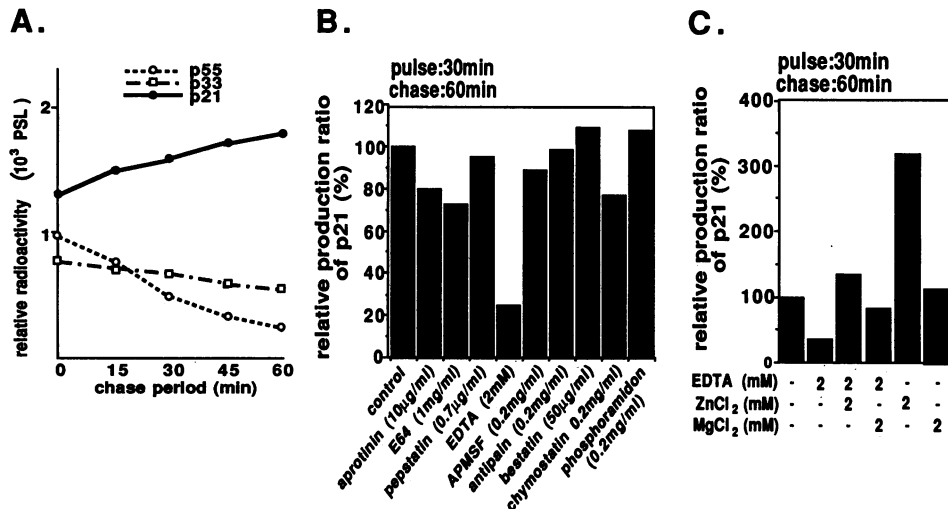 A.
p55
p33
p21
relative radioactivity (10³ PSL)
2
1
0 15 30 45 60
chase period (min)
B.
pulse:30min
chase:60min
relative production ratio
of p21 (%)
120
100
80
60
40
20
0
control
aprotinin (10μg/ml)
E64 (1mg/ml)
pepstatin (0.7μg/ml)
EDTA (2mM)
APMSF (0.2mg/ml)
antipain (0.2mg/ml)
bestatin (50μg/ml)
chymostatin 0.2mg/ml)
phosphoramidon
(0.2mg/ml)
C.
pulse:30min
chase:60min
relative production ratio
of p21 (%)
400
300
200
100
0
EDTA (mM) - 2 2 2 - -
ZnCl₂ (mM) - - 2 - 2 -
MgCl₂ (mM) - - - 2 - 2